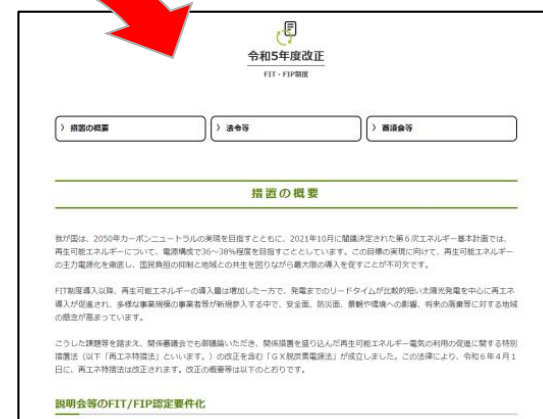 令和5年度改正
FIT・FIP制度
〉 措置の概要
〉 法令等
〉 審議会等
措置の概要
我が国は、2050年カーボンニュートラルの実現を目指すとともに、2021年10月に閣議決定された第6次エネルギー基本計画では、
再生可能エネルギーについて、電源構成で36～38%程度を目指すこととしています。この目標の実現に向けて、再生可能エネルギー
の主力電源化を徹底し、国民負担の抑制と地域との共生を図りながら最大限の導入を促すことが不可欠です。
FIT制度導入以降、再生可能エネルギーの導入量は増加した一方で、発電までのリードタイムが比較的短い太陽光発電を中心に再エネ
導入が促進され、多様な事業規模の事業者等が新規参入する中で、安全面、防災面、景観や環境への影響、将来の廃棄等に対する地域
の懸念が高まっています。
こうした課題等を踏まえ、関係審議会でも御議論いただき、関係措置を盛り込んだ再生可能エネルギー電気の利用の促進に関する特別
措置法（以下「再エネ特措法」といいます。）の改正を含む「GX脱炭素電源法」が成立しました。この法律により、令和6年4月1
日に、再エネ特措法は改正されます。改正の概要等は以下のとおりです。
説明会等のFIT/FIP認定要件化